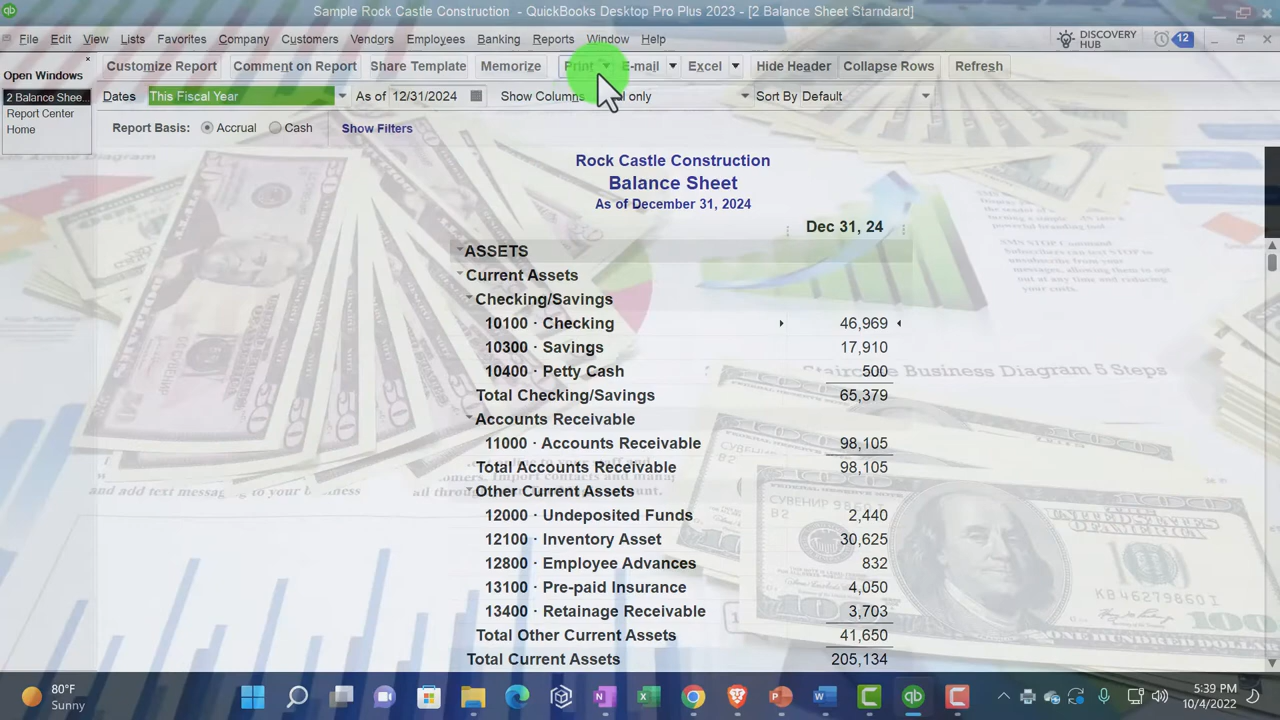 Sample Rock Castle Construction - QuickBooks Desktop Pro Plus 2023 - [2 Balance Sheet Starndard]
File Edit View Lists Favorites Company Customers Vendors Employees Banking Reports Window Help
DISCOVERY HUB 12
Open Windows
2 Balance Shee...
Report Center
Home
Customize Report Comment on Report Share Template Memorize Print E-mail Excel Hide Header Collapse Rows Refresh
Dates This Fiscal Year As of 12/31/2024 Show Columns only Sort By Default
Report Basis: Accrual Cash Show Filters
Rock Castle Construction
Balance Sheet
As of December 31, 2024
Dec 31, 24
ASSETS
Current Assets
Checking/Savings
10100 · Checking 46,969
10300 · Savings 17,910
10400 · Petty Cash 500
Total Checking/Savings 65,379
Accounts Receivable
11000 · Accounts Receivable 98,105
Total Accounts Receivable 98,105
Other Current Assets
12000 · Undeposited Funds 2,440
12100 · Inventory Asset 30,625
12800 · Employee Advances 832
13100 · Pre-paid Insurance 4,050
13400 · Retainage Receivable 3,703
Total Other Current Assets 41,650
Total Current Assets 205,134
Business Diagram 5 Steps
80°F
Sunny
5:39 PM
10/4/2022